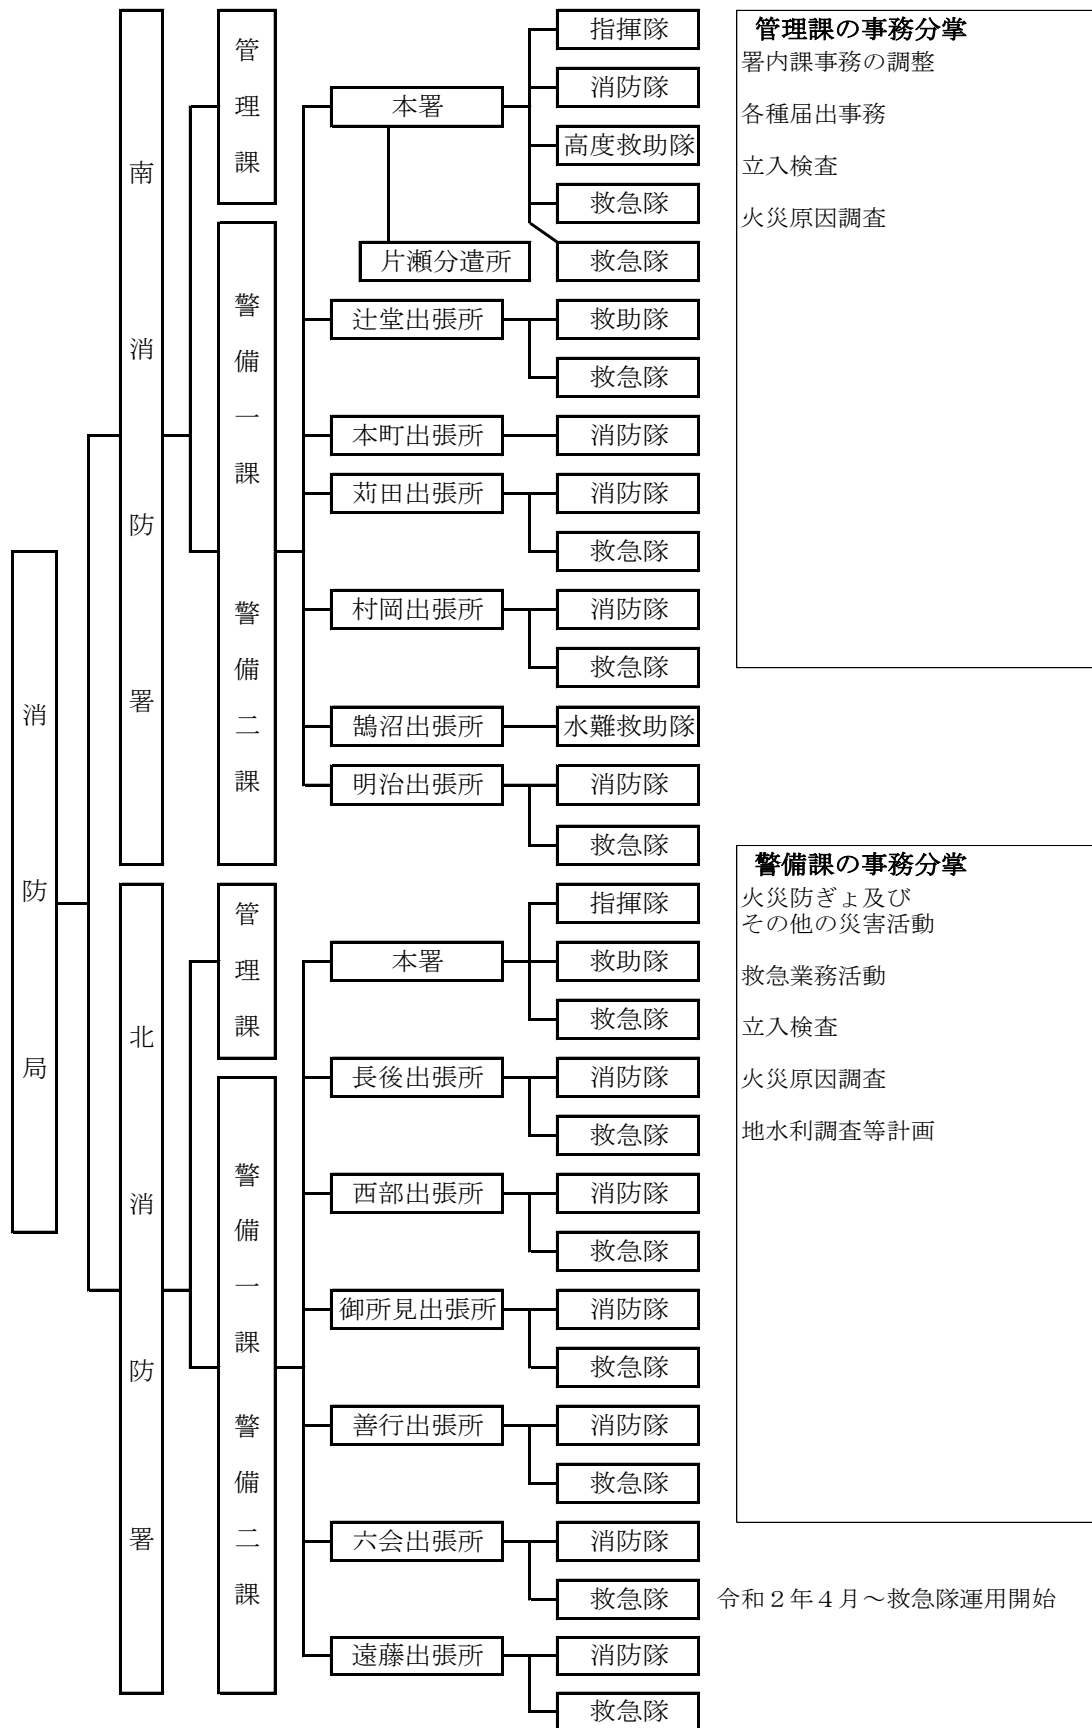 消防局
南消防署
管理課
警備一課
警備二課
本署
指揮隊
消防隊
高度救助隊
救急隊
救急隊
片瀬分遣所
辻堂出張所
救助隊
救急隊
本町出張所
消防隊
苅田出張所
消防隊
救急隊
村岡出張所
消防隊
救急隊
鵠沼出張所
水難救助隊
明治出張所
消防隊
救急隊
北消防署
管理課
警備一課
警備二課
本署
指揮隊
救助隊
救急隊
長後出張所
消防隊
救急隊
西部出張所
消防隊
救急隊
御所見出張所
消防隊
救急隊
善行出張所
消防隊
救急隊
六会出張所
消防隊
救急隊
令和２年４月～救急隊運用開始
遠藤出張所
消防隊
救急隊
管理課の事務分掌
署内課事務の調整
各種届出事務
立入検査
火災原因調査
警備課の事務分掌
火災防ぎょ及び
その他の災害活動
救急業務活動
立入検査
火災原因調査
地水利調査等計画